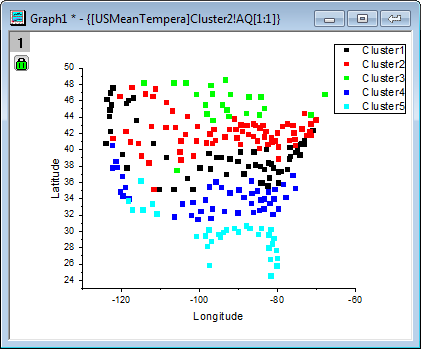 Graph1 * - {[USMeanTempera]Cluster2!AQ[1:1]}
1
Cluster1
Cluster2
Cluster3
Cluster4
Cluster5
50
48
46
44
42
40
38
36
34
32
30
28
26
24
Latitude
-120 -100 -80 -60
Longitude